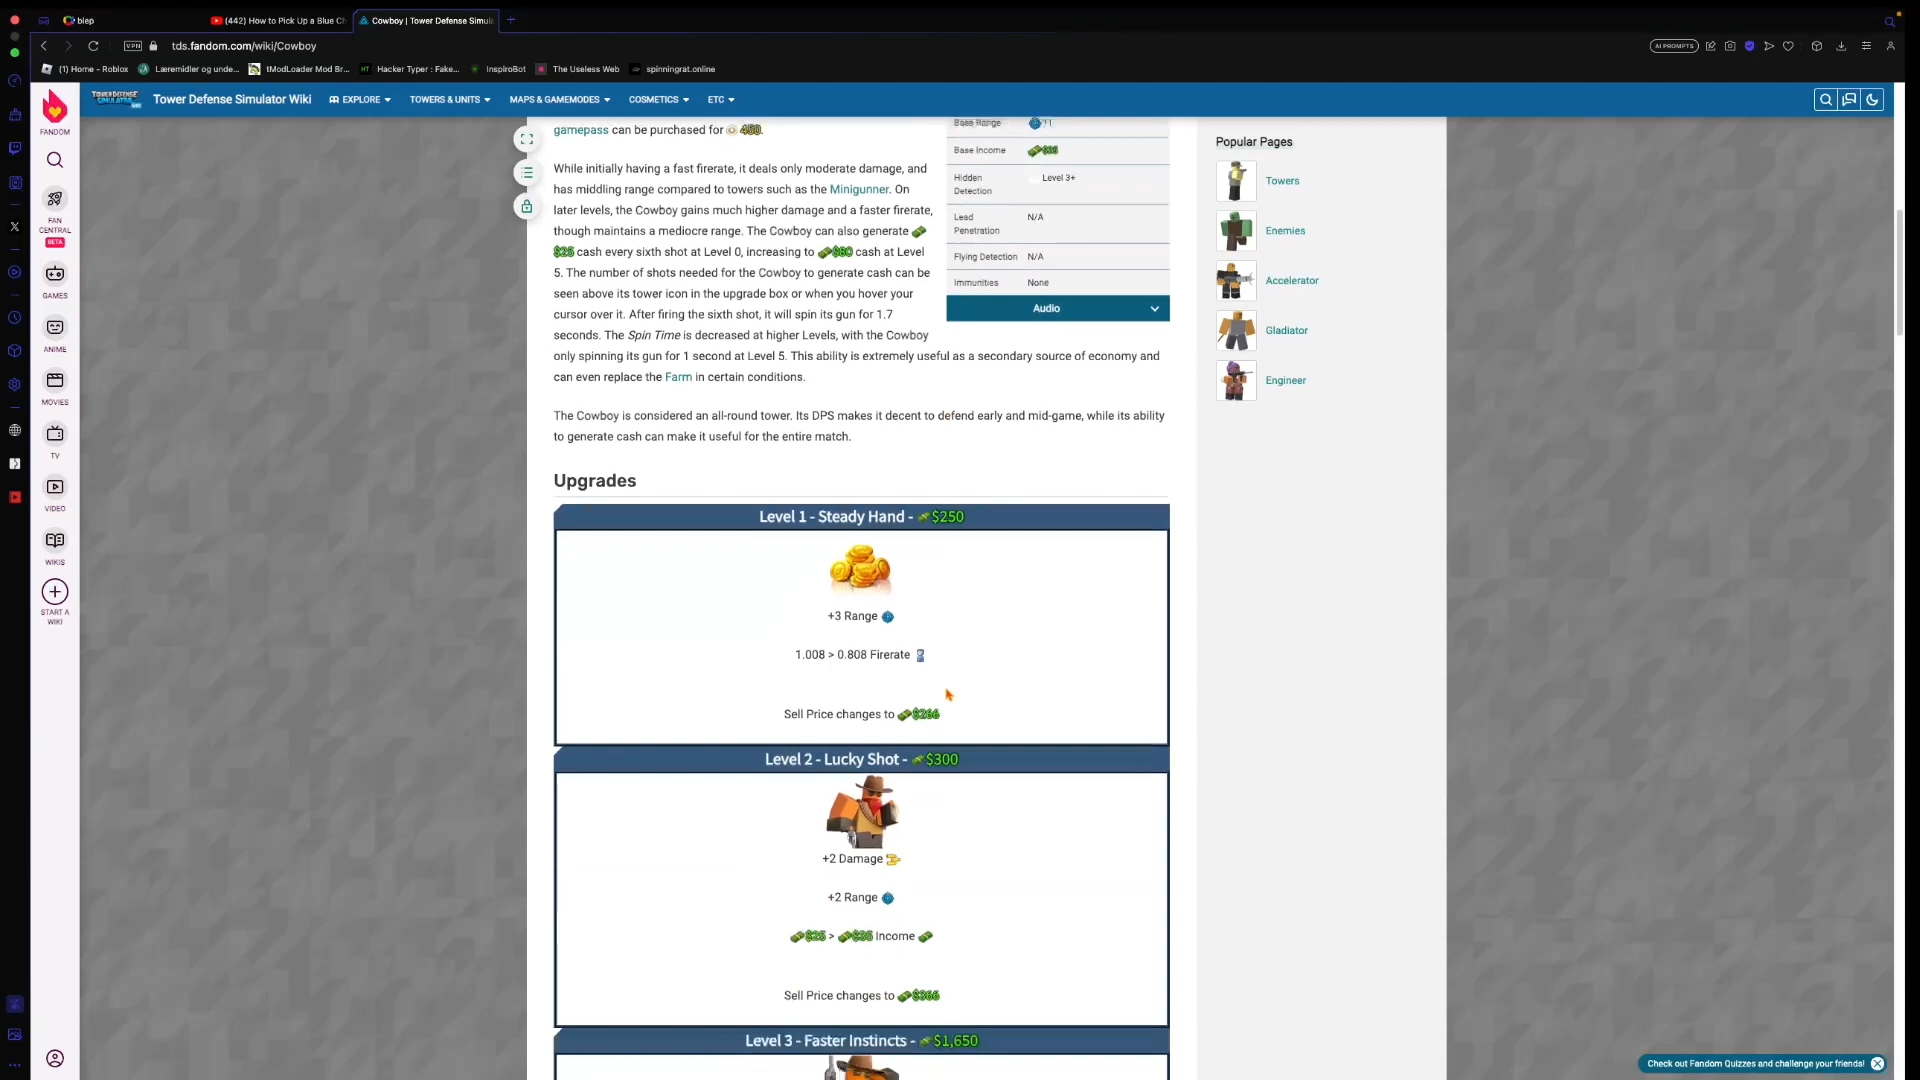 blep
(442) How to Pick Up a Blue Ch
Cowboy | Tower Defense Simula
VPN
tds.fandom.com/wiki/Cowboy
AI PROMPTS
(1) Home - Roblox
Læremidler og unde...
tModLoader Mod Br...
HT
Hacker Typer : Fake...
InspiroBot
The Useless Web
spinningrat.online
FANDOM
FAN CENTRAL
BETA
GAMES
ANIME
MOVIES
TV
VIDEO
WIKIS
START A WIKI
TOWER DEFENSE SIMULATOR
Tower Defense Simulator Wiki
EXPLORE
TOWERS & UNITS
MAPS & GAMEMODES
COSMETICS
ETC
gamepass can be purchased for 450.
While initially having a fast firerate, it deals only moderate damage, and
has middling range compared to towers such as the Minigunner. On
later levels, the Cowboy gains much higher damage and a faster firerate,
though maintains a mediocre range. The Cowboy can also generate
$25 cash every sixth shot at Level 0, increasing to $80 cash at Level
5. The number of shots needed for the Cowboy to generate cash can be
seen above its tower icon in the upgrade box or when you hover your
cursor over it. After firing the sixth shot, it will spin its gun for 1.7
seconds. The Spin Time is decreased at higher Levels, with the Cowboy
only spinning its gun for 1 second at Level 5. This ability is extremely useful as a secondary source of economy and
can even replace the Farm in certain conditions.
The Cowboy is considered an all-round tower. Its DPS makes it decent to defend early and mid-game, while its ability
to generate cash can make it useful for the entire match.
Base Range
Base Income $25
Hidden Detection Level 3+
Lead Penetration N/A
Flying Detection N/A
Immunities None
Audio
Upgrades
Level 1 - Steady Hand - $250
+3 Range
1.008 > 0.808 Firerate
Sell Price changes to $266
Level 2 - Lucky Shot - $300
+2 Damage
+2 Range
$25 > $35 Income
Sell Price changes to $366
Level 3 - Faster Instincts - $1,650
Popular Pages
Towers
Enemies
Accelerator
Gladiator
Engineer
Check out Fandom Quizzes and challenge your friends!